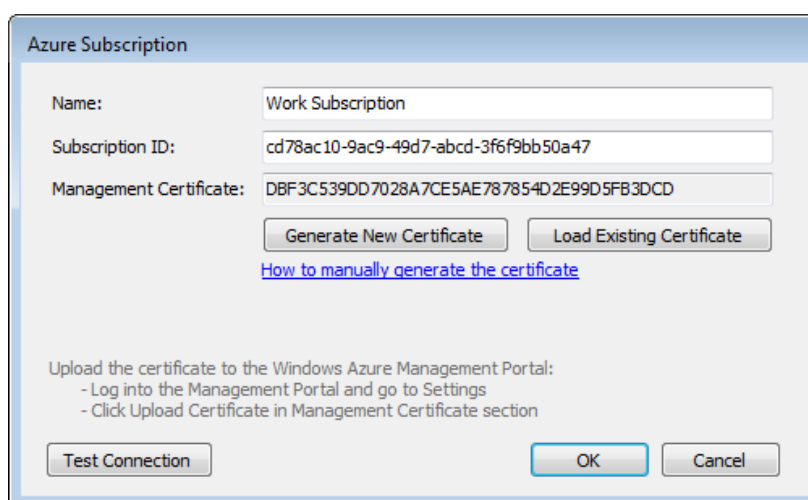 Azure Subscription
Name: Work Subscription
Subscription ID: cd78ac10-9ac9-49d7-abcd-3f6f9bb50a47
Management Certificate: DBF3C539DD7028A7CE5AE787854D2E99D5FB3DCD
Generate New Certificate Load Existing Certificate
How to manually generate the certificate
Upload the certificate to the Windows Azure Management Portal:
- Log into the Management Portal and go to Settings
- Click Upload Certificate in Management Certificate section
Test Connection OK Cancel